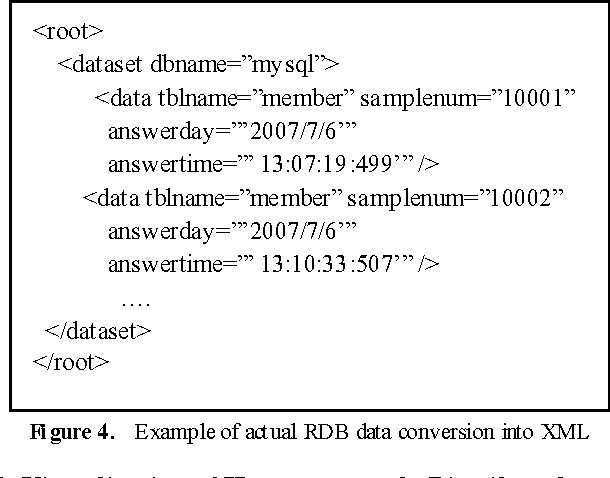 <root>
<dataset dbname=”mysql”>
<data tblname=”member” samplenum=”10001”
answerday=”’2007/7/6’”
answertime=”’ 13:07:19:499’” />
<data tblname=”member” samplenum=”10002”
answerday=”’2007/7/6’”
answertime=”’ 13:10:33:507’” />
….
</dataset>
</root>
Figure 4. Example of actual RDB data conversion into XML